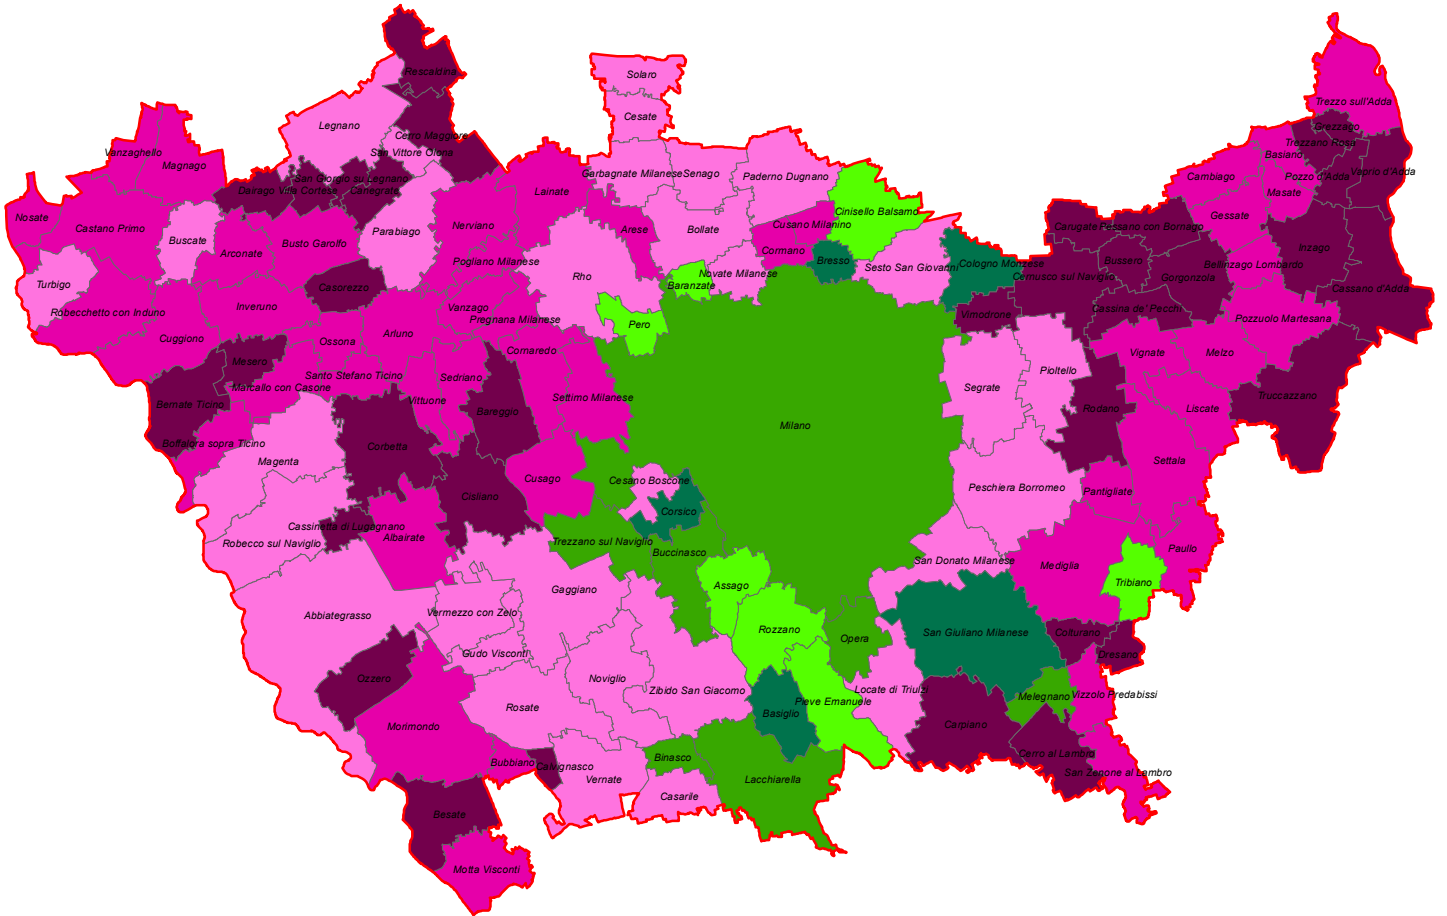 Rescaldina
Solaro
Trezzo sull'Adda
Cesate
Legnano
Grezzago
Cerro Maggiore
Trezzano Rosa
Vanzaghello
San Vittore Olona
Basiano
Magnago
Garbagnate Milanese
Senago
Paderno Dugnano
Cambiago
Pozzo d'Adda
Vaprio d'Adda
San Giorgio su Legnano
Dairago
Villa Cortese
Canegrate
Lainate
Masate
Nosate
Cinisello Balsamo
Gessate
Castano Primo
Nerviano
Arese
Bollate
Cusano Milanino
Carugate
Pessano con Bornago
Parabiago
Buscate
Busto Garolfo
Arconate
Cormano
Inzago
Pogliano Milanese
Bresso
Cologno Monzese
Bussero
Bellinzago Lombardo
Sesto San Giovanni
Rho
Novate Milanese
Cernusco sul Naviglio
Gorgonzola
Turbigo
Casorezzo
Baranzate
Cassano d'Adda
Inveruno
Vanzago
Cassina de' Pecchi
Robecchetto con Induno
Vimodrone
Pregnana Milanese
Pero
Pozzuolo Martesana
Cuggiono
Ossona
Arluno
Cornaredo
Vignate
Melzo
Mesero
Pioltello
Santo Stefano Ticino
Sedriano
Marcallo con Casone
Segrate
Settimo Milanese
Truccazzano
Bernate Ticino
Vittuone
Bareggio
Rodano
Liscate
Milano
Boffalora sopra Ticino
Corbetta
Magenta
Settala
Cusago
Cesano Boscone
Peschiera Borromeo
Pantigliate
Cisliano
Corsico
Cassinetta di Lugagnano
Albairate
Robecco sul Naviglio
Trezzano sul Naviglio
Buccinasco
Paullo
San Donato Milanese
Mediglia
Assago
Tribiano
Gaggiano
Vermezzo con Zelo
Abbiategrasso
Rozzano
San Giuliano Milanese
Colturano
Opera
Gudo Visconti
Dresano
Ozzero
Noviglio
Zibido San Giacomo
Locate di Triulzi
Melegnano
Vizzolo Predabissi
Pieve Emanuele
Rosate
Basiglio
Morimondo
Carpiano
Cerro al Lambro
Binasco
Bubbiano
Calvignasco
San Zenone al Lambro
Vernate
Lacchiarella
Casarile
Besate
Motta Visconti